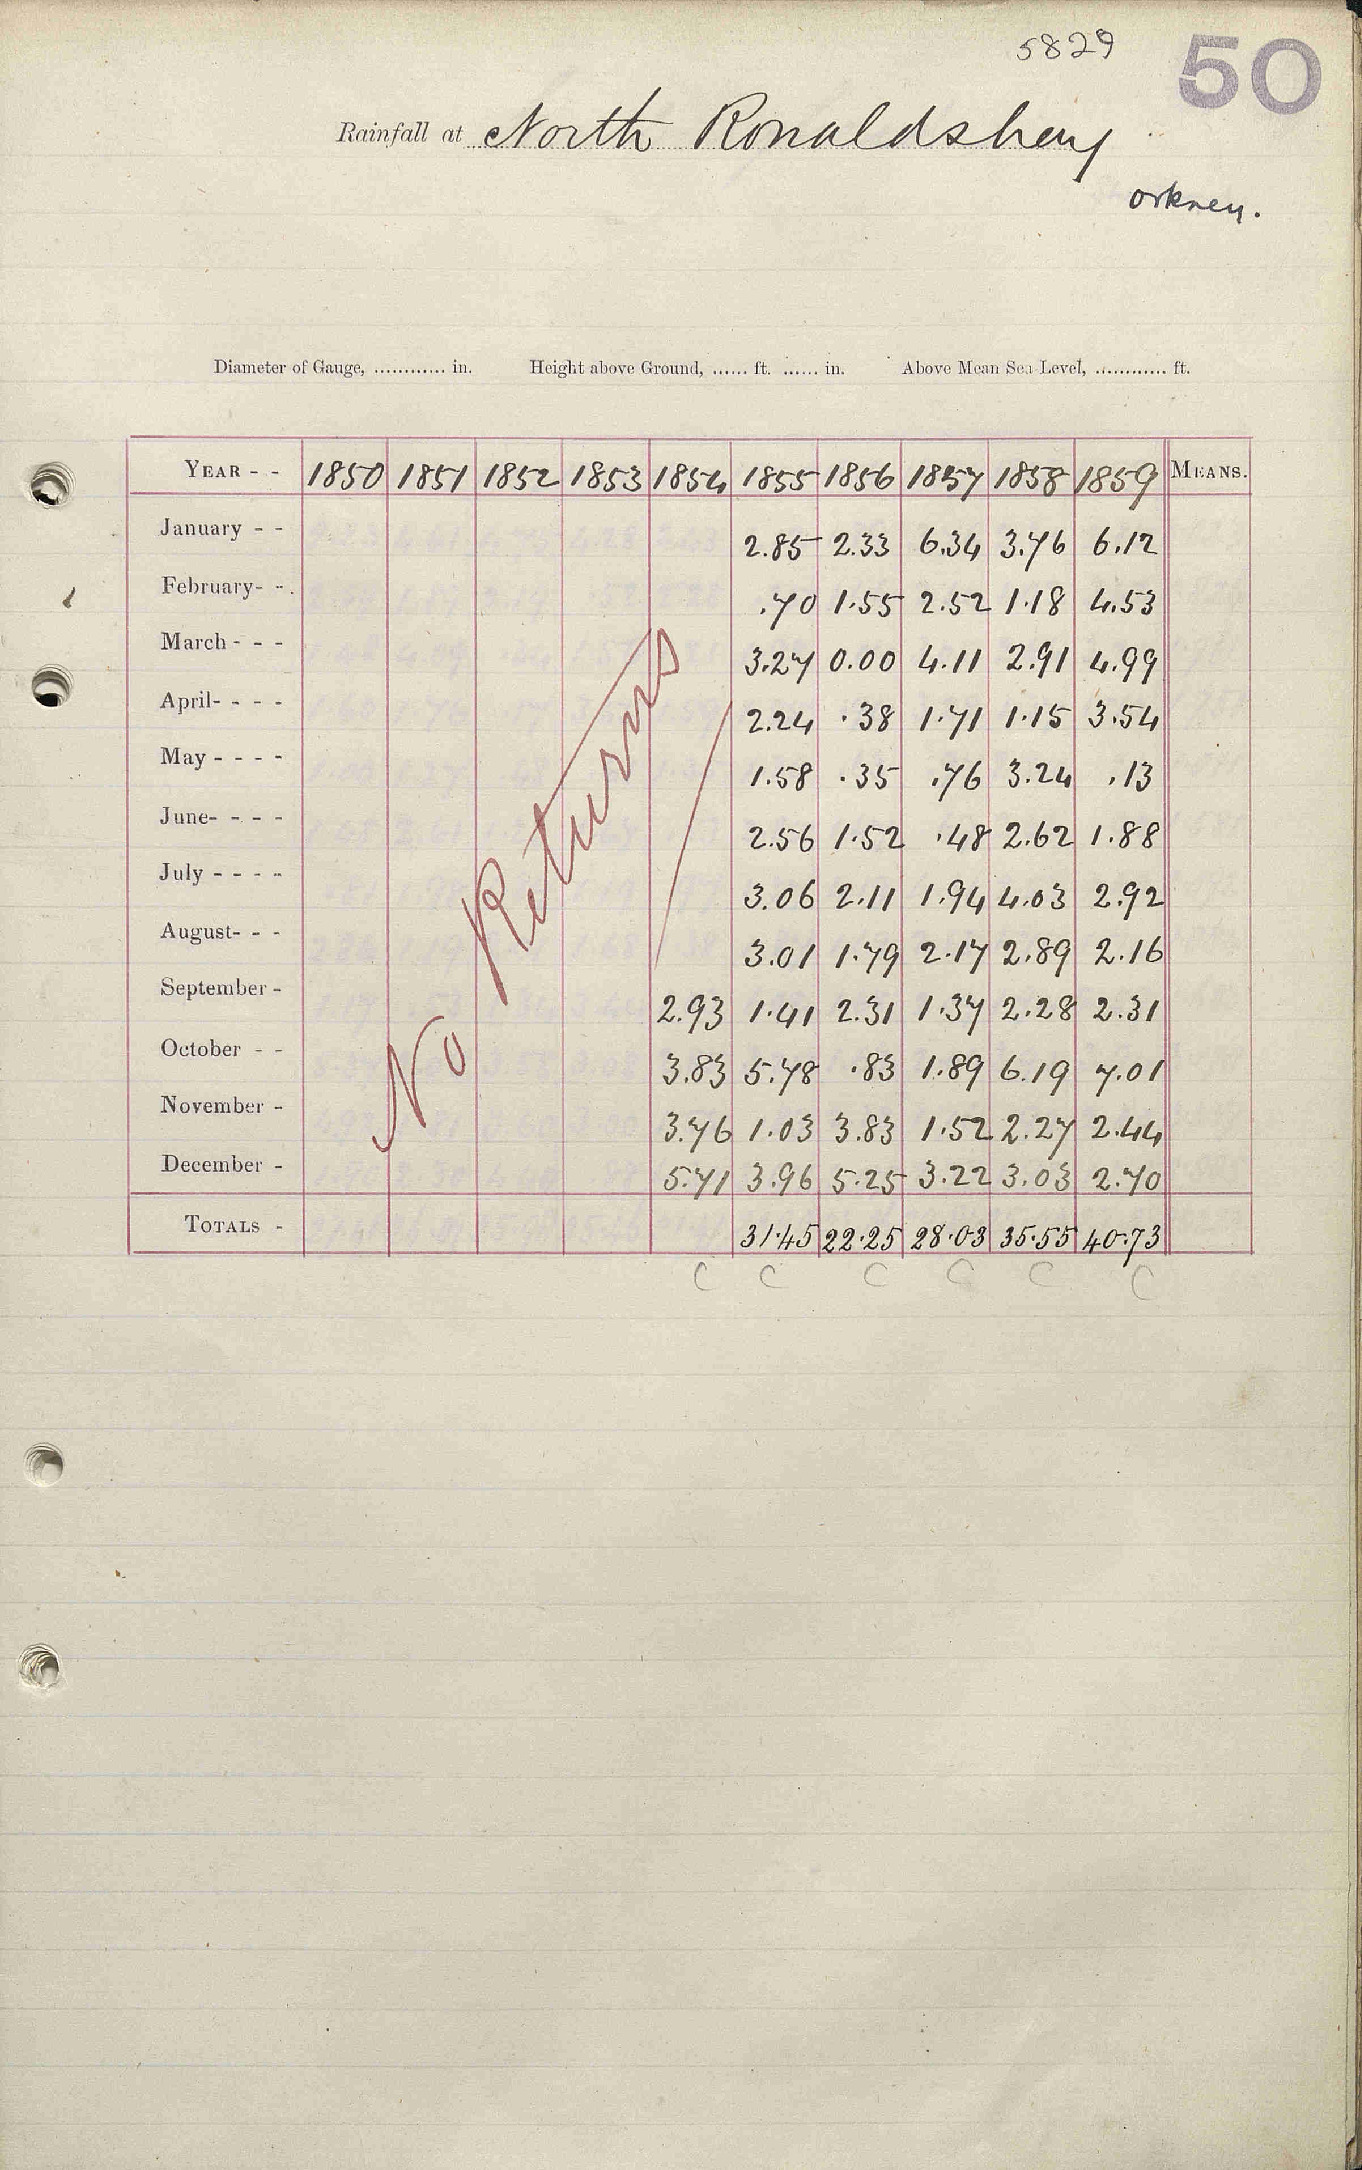 5829
50
Rainfall at North Ronaldshay
Orkney.
Diameter of Gauge, ............ in. Height above Ground, ...... ft. ...... in. Above Mean Sea Level, ............ ft.
YEAR - - 1850 1851 1852 1853 1854 1855 1856 1857 1858 1859 MEANS.
January - - 2.85 2.33 6.34 3.76 6.12
February- - .70 1.55 2.52 1.18 4.53
March - - - 3.27 0.00 4.11 2.91 4.99
April- - - - 2.24 .38 1.71 1.15 3.54
May - - - - 1.58 .35 .76 3.24 .13
June- - - - 2.56 1.52 .48 2.62 1.88
July - - - - 3.06 2.11 1.94 4.03 2.92
August- - - 3.01 1.79 2.17 2.89 2.16
September - 2.93 1.41 2.31 1.37 2.28 2.31
October - - 3.83 5.78 .83 1.89 6.19 7.01
November - 3.76 1.03 3.83 1.52 2.27 2.44
December - 5.71 3.96 5.25 3.22 3.03 2.70
TOTALS - 31.45 22.25 28.03 35.55 40.73
C C C C C C
No Returns